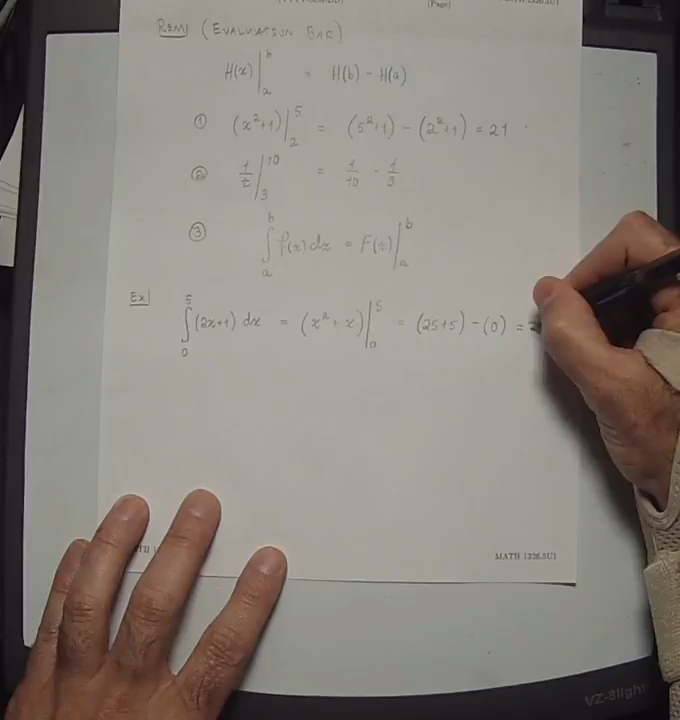 (Page)
REM (EVALUATION BAR)
H(x) |_a^b = H(b) - H(a)
① (x²+1) |_2^5 = (5²+1) - (2²+1) = 21
② 1/t |_3^10 = 1/10 - 1/3
③ ∫_a^b f(x) dx = F(x) |_a^b
Ex ∫_0^5 (2x+1) dx = (x² + x) |_0^5 = (25+5) - (0) =
MATH 1326.5U1